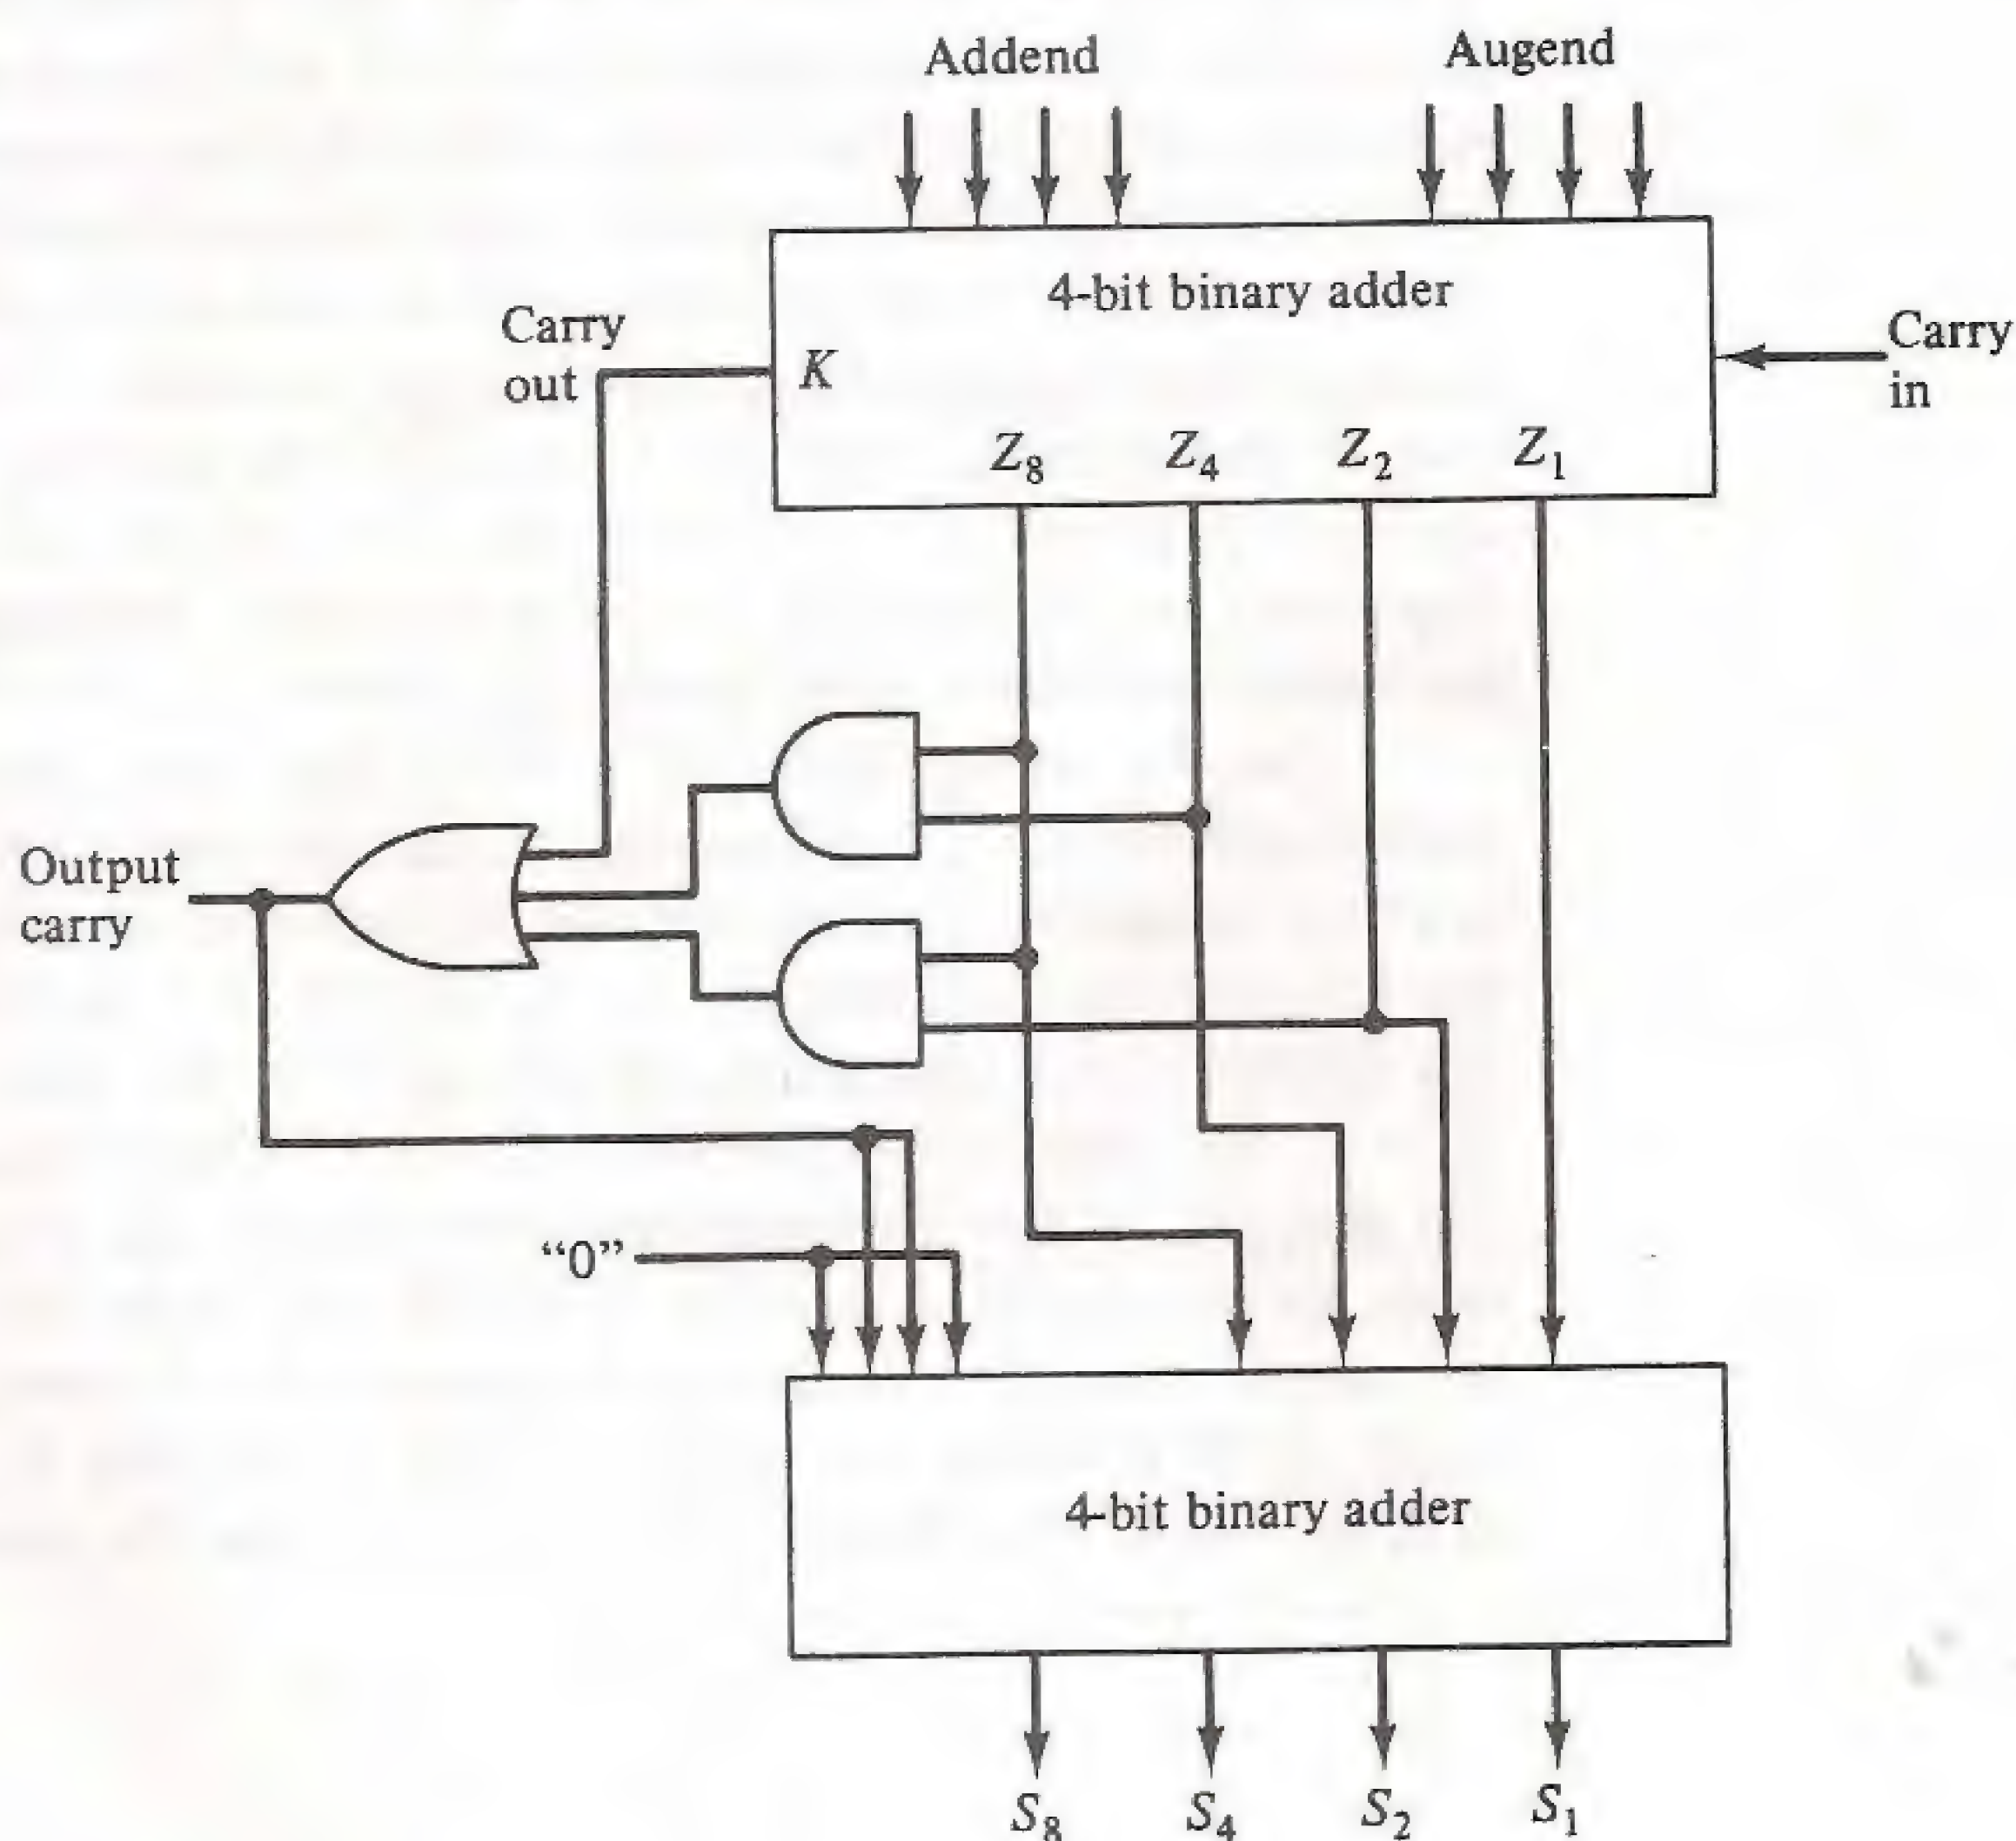 Addend
Augend
4-bit binary adder
Carry
out
K
Carry
in
Z8 Z4 Z2 Z1
Output
carry
“0”
4-bit binary adder
S8 S4 S2 S1